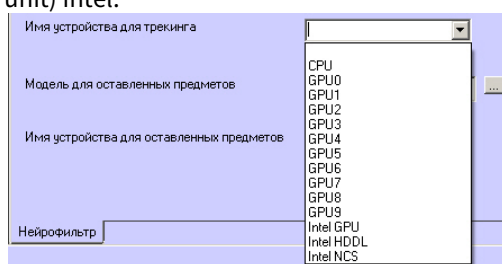 unit) Intel.
Имя устройства для трекинга
CPU
Модель для оставленных предметов
...
GPU0
GPU1
GPU2
GPU3
Имя устройства для оставленных предметов
GPU4
GPU5
GPU6
GPU7
GPU8
GPU9
Нейрофильтр
Intel GPU
Intel HDDL
Intel NCS